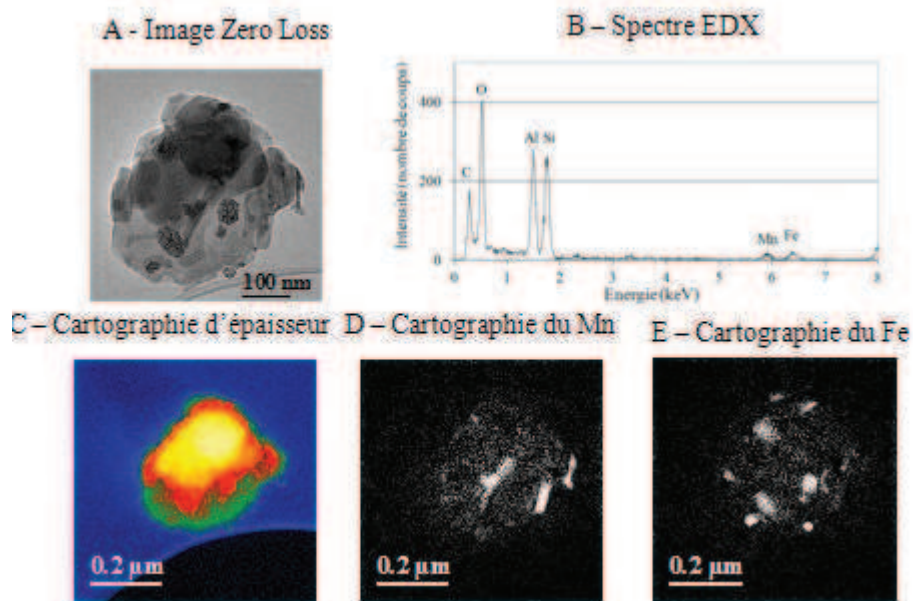 A - Image Zero Loss
B – Spectre EDX
Intensité (nombre de coups)
400
200
0
C
O
Al
Si
Mn
Fe
0 1 2 3 4 5 6 7 8
Energie (keV)
100 nm
C – Cartographie d'épaisseur
D – Cartographie du Mn
E – Cartographie du Fe
0.2 µm
0.2 µm
0.2 µm